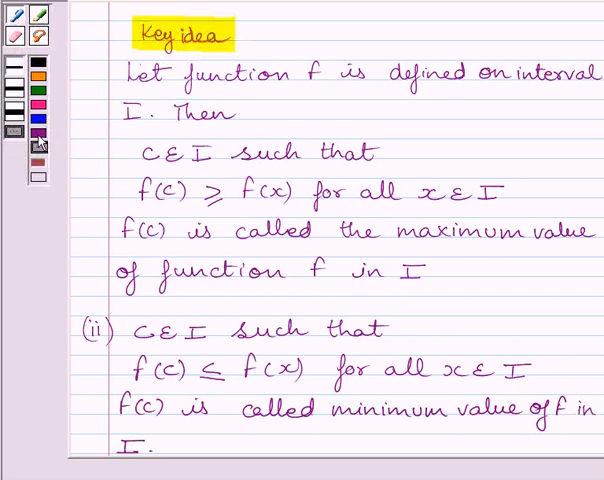 Key idea
Let function f is defined on interval
I. Then
c ε I such that
f(c) ⩾ f(x) for all x ε I
f(c) is called the maximum value
of function f in I
(ii) c ε I such that
f(c) ≤ f(x) for all x ε I
f(c) is called minimum value of f in
I.